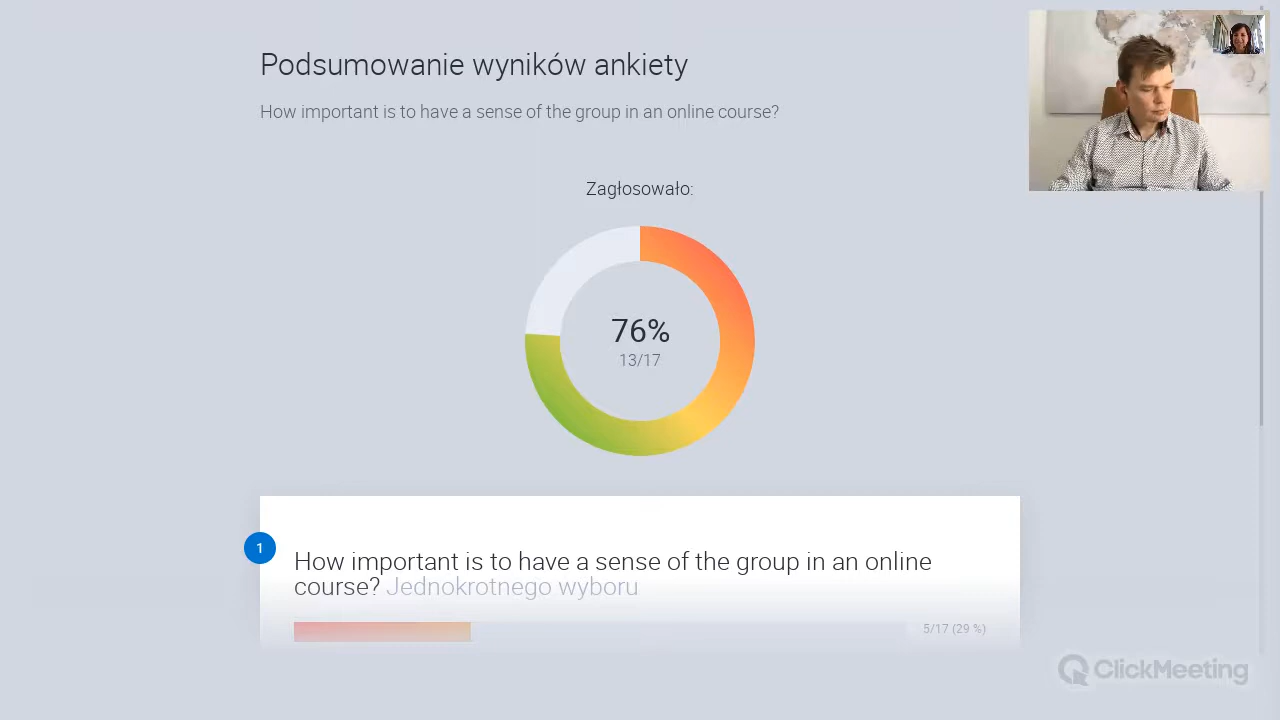 Podsumowanie wyników ankiety
How important is to have a sense of the group in an online course?
Zagłosowało:
76%
13/17
1
How important is to have a sense of the group in an online
course? Jednokrotnego wyboru
5/17 (29 %)
ClickMeeting